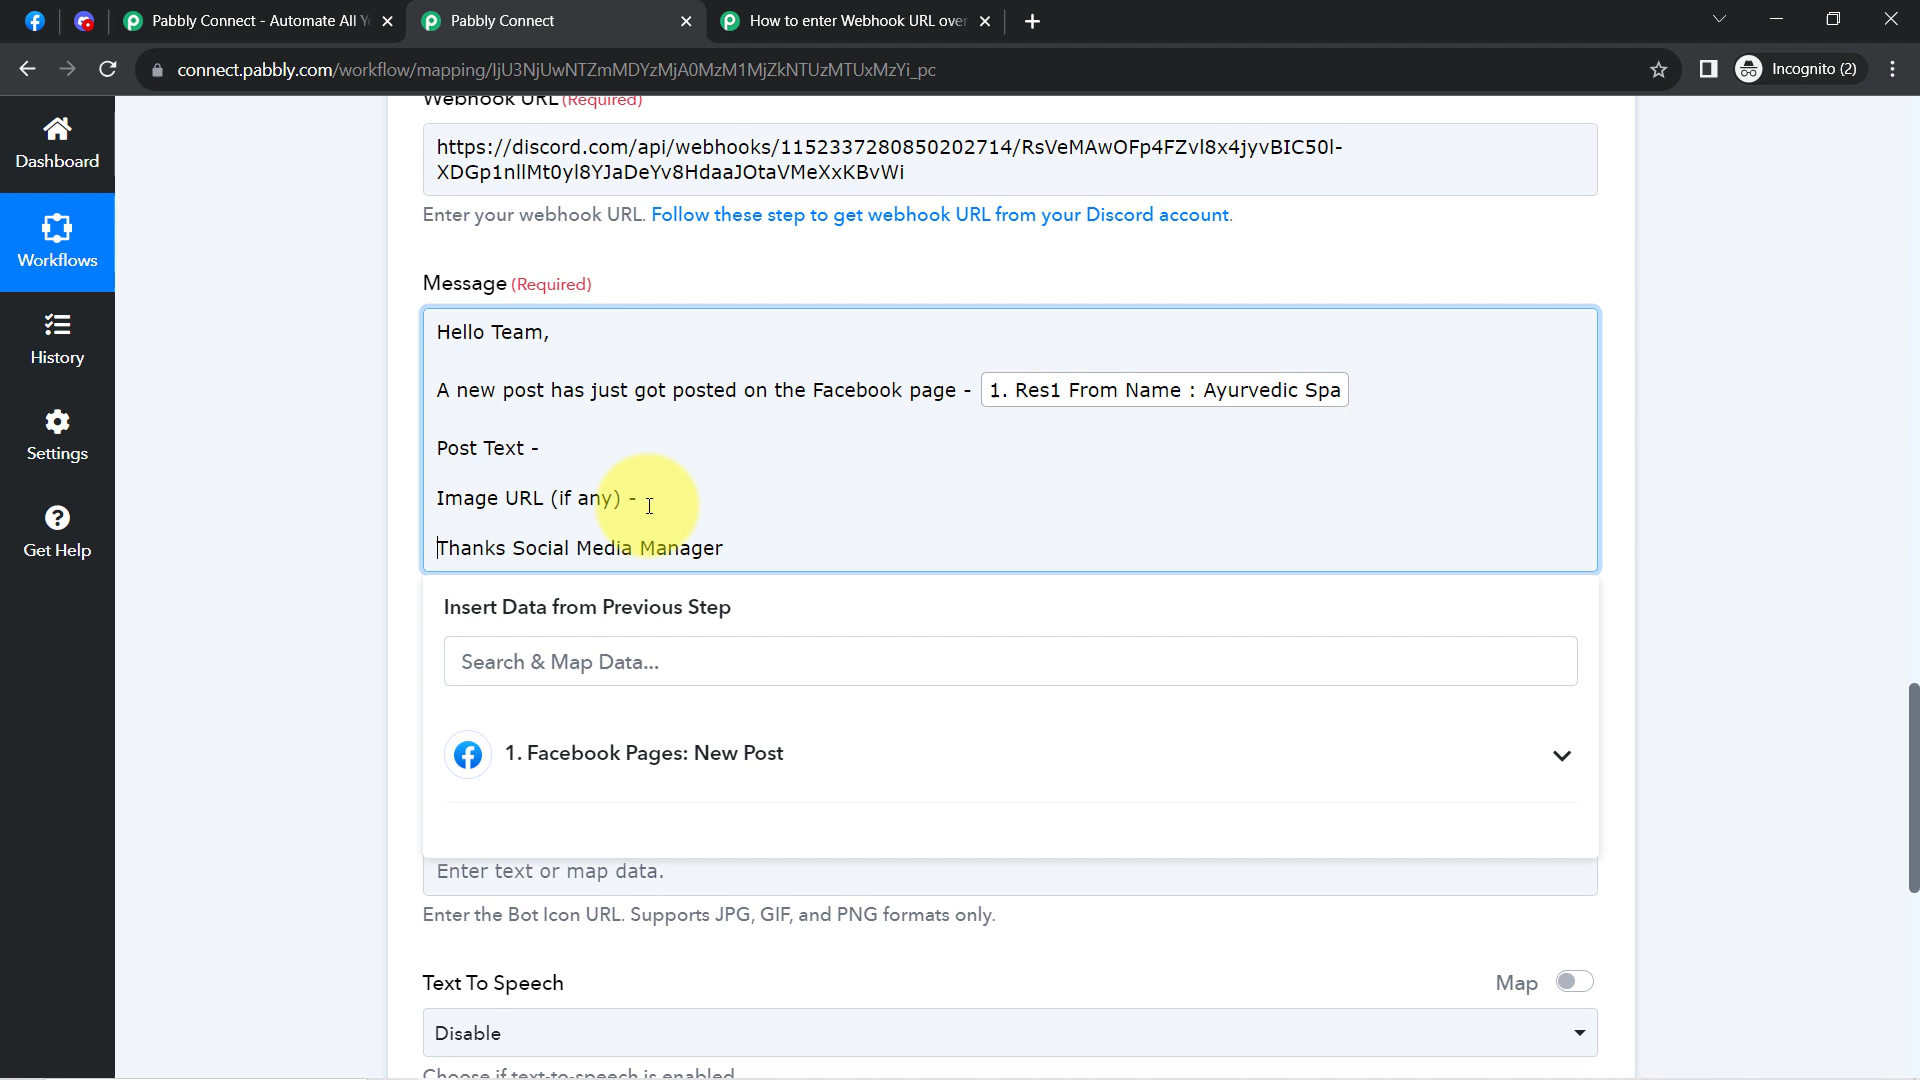 Pabbly Connect - Automate All Y
Pabbly Connect
How to enter Webhook URL over
connect.pabbly.com/workflow/mapping/IjU3NjUwNTZmMDYzMjA0MzM1MjZkNTUzMTUxMzYi_pc
Incognito (2)
Dashboard
Workflows
History
Settings
Get Help
Webhook URL (Required)
https://discord.com/api/webhooks/1152337280850202714/RsVeMAwOFp4FZvl8x4jyvBIC50l-
XDGp1nllMt0yl8YJaDeYv8HdaaJOtaVMeXxKBvWi
Enter your webhook URL. Follow these step to get webhook URL from your Discord account.
Message (Required)
Hello Team,
A new post has just got posted on the Facebook page - 1. Res1 From Name : Ayurvedic Spa
Post Text -
Image URL (if any) -
Thanks Social Media Manager
Insert Data from Previous Step
Search & Map Data...
1. Facebook Pages: New Post
Enter text or map data.
Enter the Bot Icon URL. Supports JPG, GIF, and PNG formats only.
Text To Speech
Map
Disable
Choose if text-to-speech is enabled